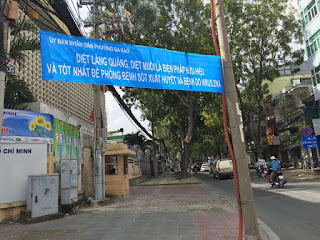 ỦY BAN NHÂN DÂN PHƯỜNG ĐA KAO
DIỆT LĂNG QUĂNG, DIỆT MUỖI LÀ BIỆN PHÁP HỮU HIỆU
VÀ TỐT NHẤT ĐỂ PHÒNG BỆNH SỐT XUẤT HUYẾT VÀ BỆNH DO VIRUS ZIKA
CHÍ MINH